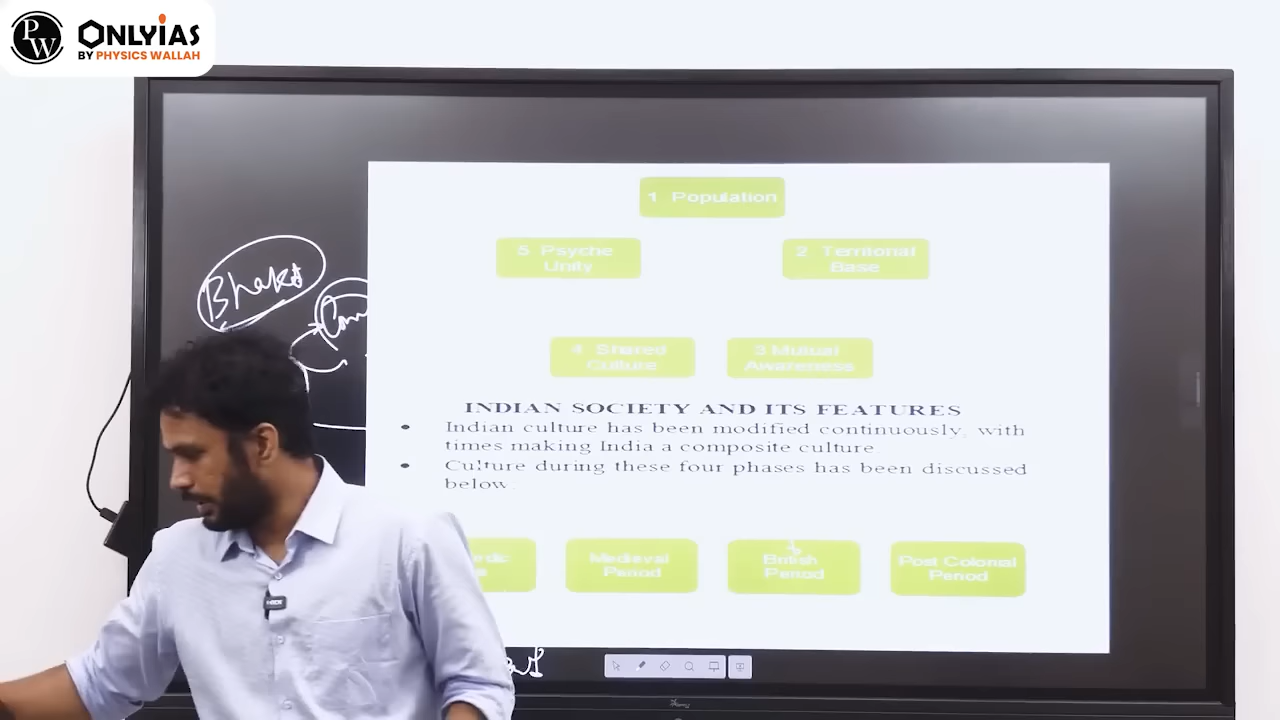 PW
ONLYIAS
BY PHYSICS WALLAH
1 Population
5 Psyche
Unity
2 Territorial
Base
4 Shared
Culture
3 Mutual
Awareness
Bhakti
INDIAN SOCIETY AND ITS FEATURES
• Indian culture has been modified continuously, with
times making India a composite culture
• Culture during these four phases has been discussed
below.
Medieval
Period
British
Period
Post Colonial
Period